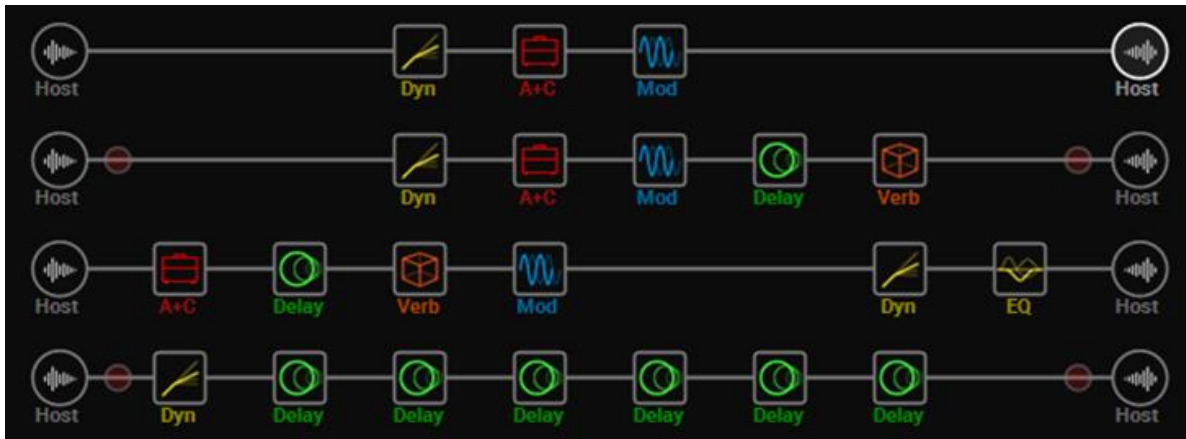 Host Dyn A+C Mod Host
Host Dyn A+C Mod Delay Verb Host
Host A+C Delay Verb Mod Dyn EQ Host
Host Dyn Delay Delay Delay Delay Delay Delay Host